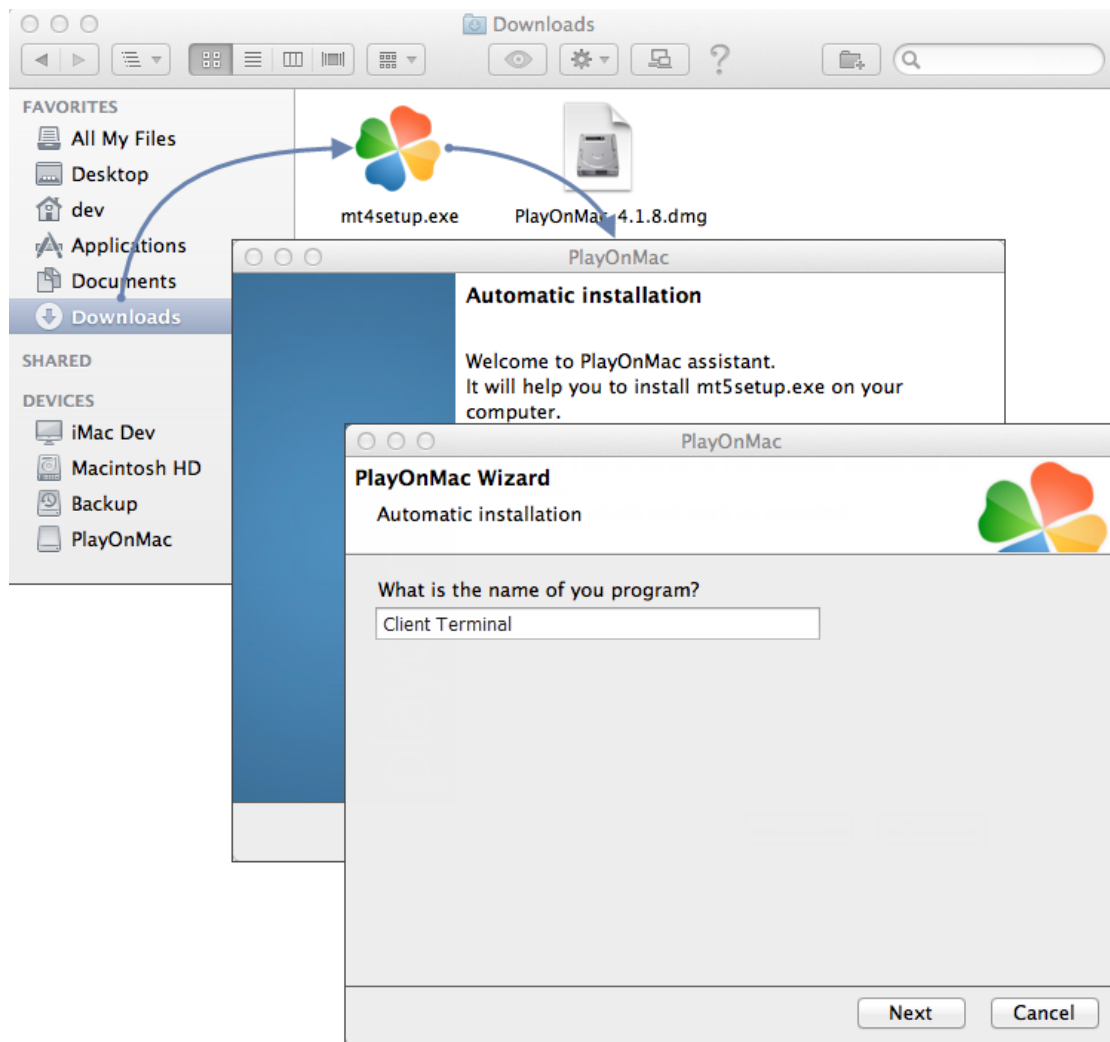 Downloads
FAVORITES
All My Files
Desktop
dev
Applications
Documents
Downloads
SHARED
DEVICES
iMac Dev
Macintosh HD
Backup
PlayOnMac
mt4setup.exe
PlayOnMac_4.1.8.dmg
PlayOnMac
Automatic installation
Welcome to PlayOnMac assistant.
It will help you to install mt5setup.exe on your
computer.
PlayOnMac
PlayOnMac Wizard
Automatic installation
What is the name of you program?
Client Terminal
Next
Cancel